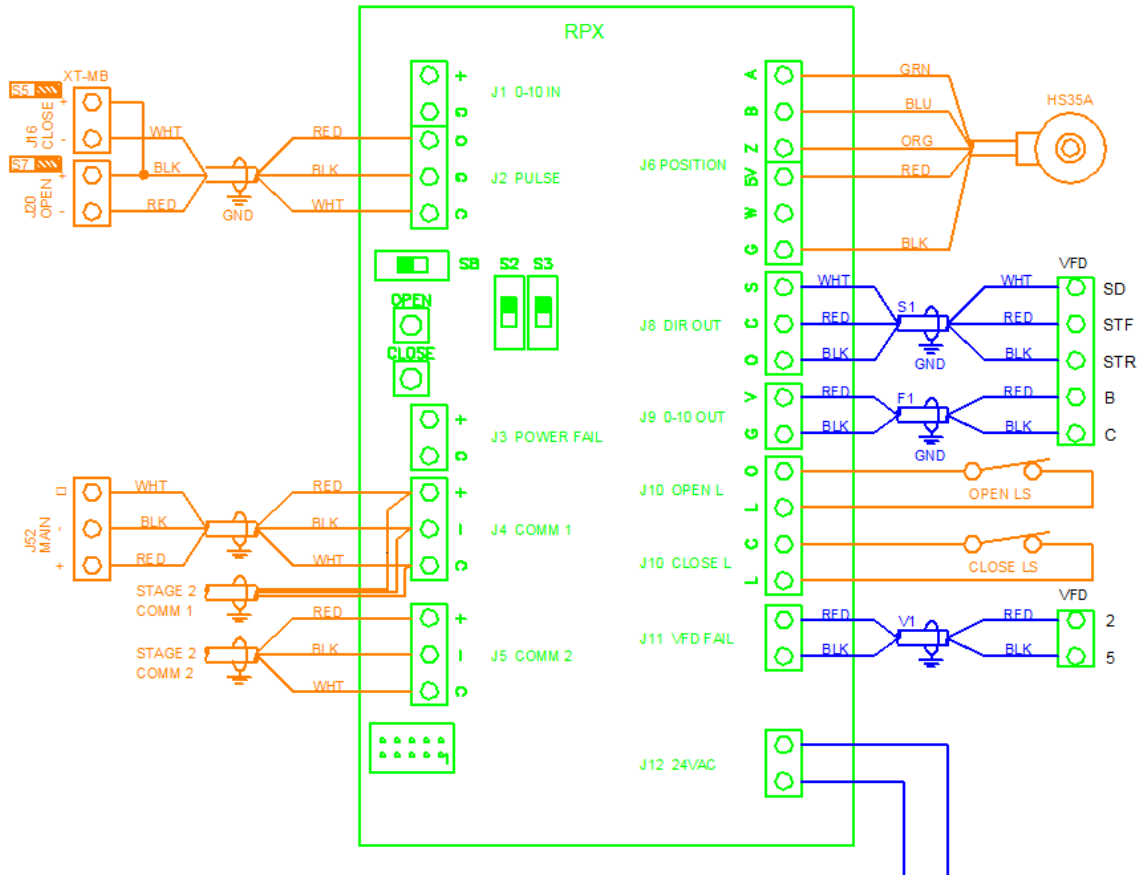 RPX
XT-MB
S5
+
-
J16
CLOSE
S7
+
-
J20
OPEN
WHT
BLK
RED
GND
RED
BLK
WHT
+
C
J1 0-10 IN
O
G
C
J2 PULSE
SB
S2
S3
OPEN
CLOSE
+
C
J3 POWER FAIL
J52
MAIN
-
+
WHT
BLK
RED
RED
BLK
WHT
+
-
C
J4 COMM 1
STAGE 2
COMM 1
STAGE 2
COMM 2
RED
BLK
WHT
+
-
C
J5 COMM 2
A
B
Z
5V
W
G
J6 POSITION
GRN
BLU
ORG
RED
BLK
HS35A
S
C
O
J8 DIR OUT
WHT
RED
BLK
S1
GND
WHT
RED
BLK
VFD
SD
STF
STR
B
C
V
G
J9 0-10 OUT
RED
BLK
F1
GND
RED
BLK
O
L
J10 OPEN L
OPEN LS
C
L
J10 CLOSE L
CLOSE LS
J11 VFD FAIL
RED
BLK
V1
RED
BLK
VFD
2
5
J12 24VAC